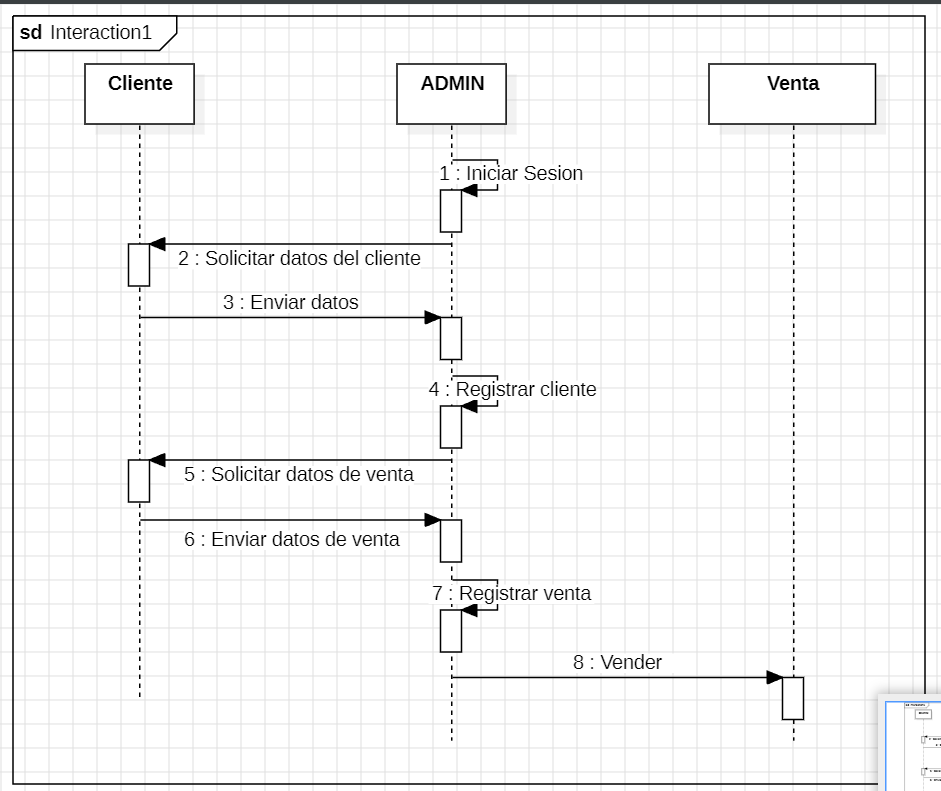 sd Interaction1
Cliente
ADMIN
Venta
1 : Iniciar Sesion
2 : Solicitar datos del cliente
3 : Enviar datos
4 : Registrar cliente
5 : Solicitar datos de venta
6 : Enviar datos de venta
7 : Registrar venta
8 : Vender